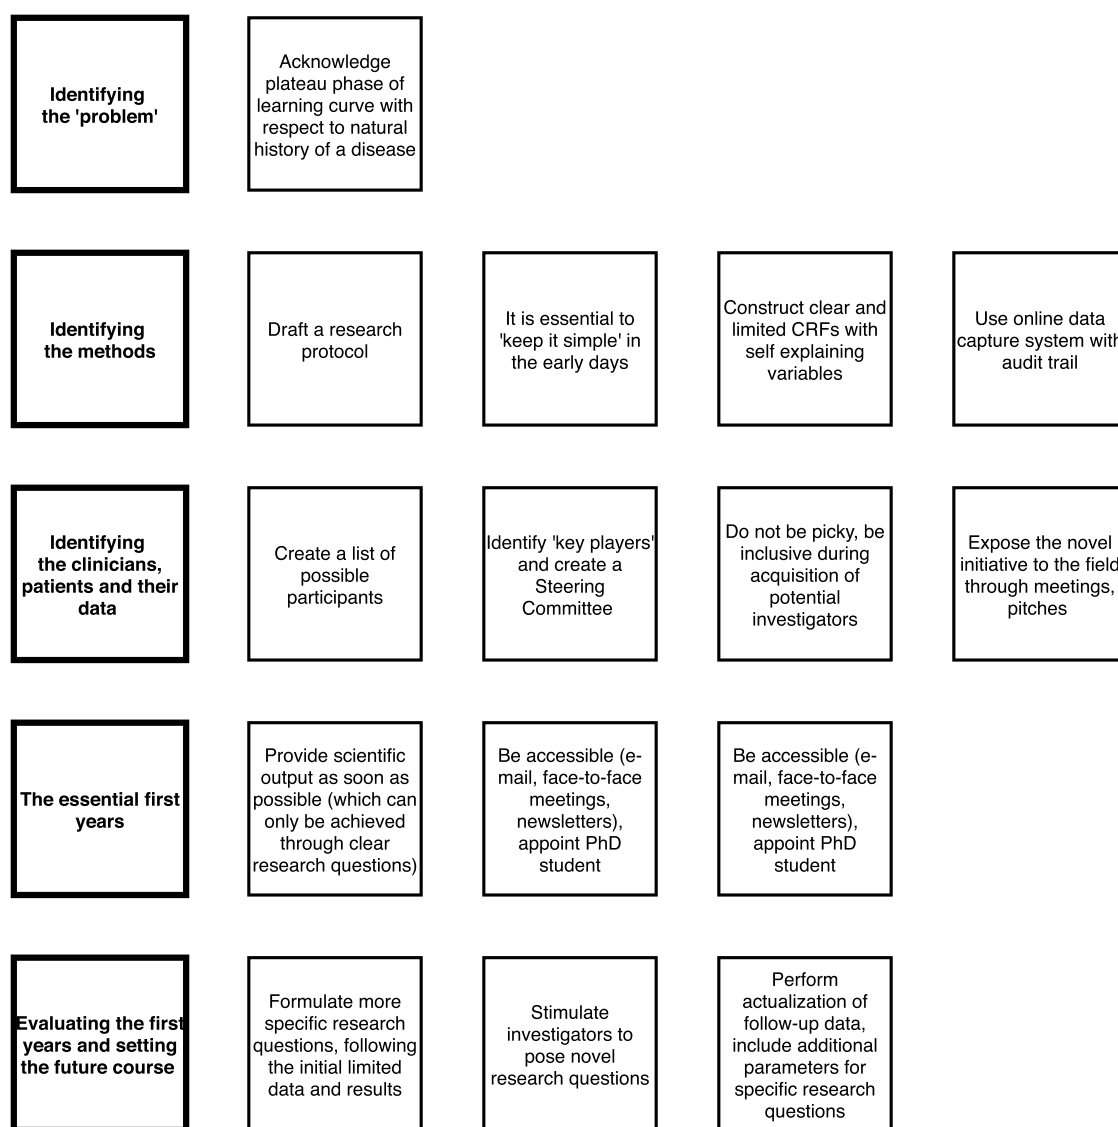 Identifying
the 'problem'
Acknowledge
plateau phase of
learning curve with
respect to natural
history of a disease
Identifying
the methods
Draft a research
protocol
It is essential to
'keep it simple' in
the early days
Construct clear and
limited CRFs with
self explaining
variables
Use online data
capture system with
audit trail
Identifying
the clinicians,
patients and their
data
Create a list of
possible
participants
Identify 'key players'
and create a
Steering
Committee
Do not be picky, be
inclusive during
acquisition of
potential
investigators
Expose the novel
initiative to the field
through meetings,
pitches
The essential first
years
Provide scientific
output as soon as
possible (which can
only be achieved
through clear
research questions)
Be accessible (e-
mail, face-to-face
meetings,
newsletters),
appoint PhD
student
Be accessible (e-
mail, face-to-face
meetings,
newsletters),
appoint PhD
student
Evaluating the first
years and setting
the future course
Formulate more
specific research
questions, following
the initial limited
data and results
Stimulate
investigators to
pose novel
research questions
Perform
actualization of
follow-up data,
include additional
parameters for
specific research
questions